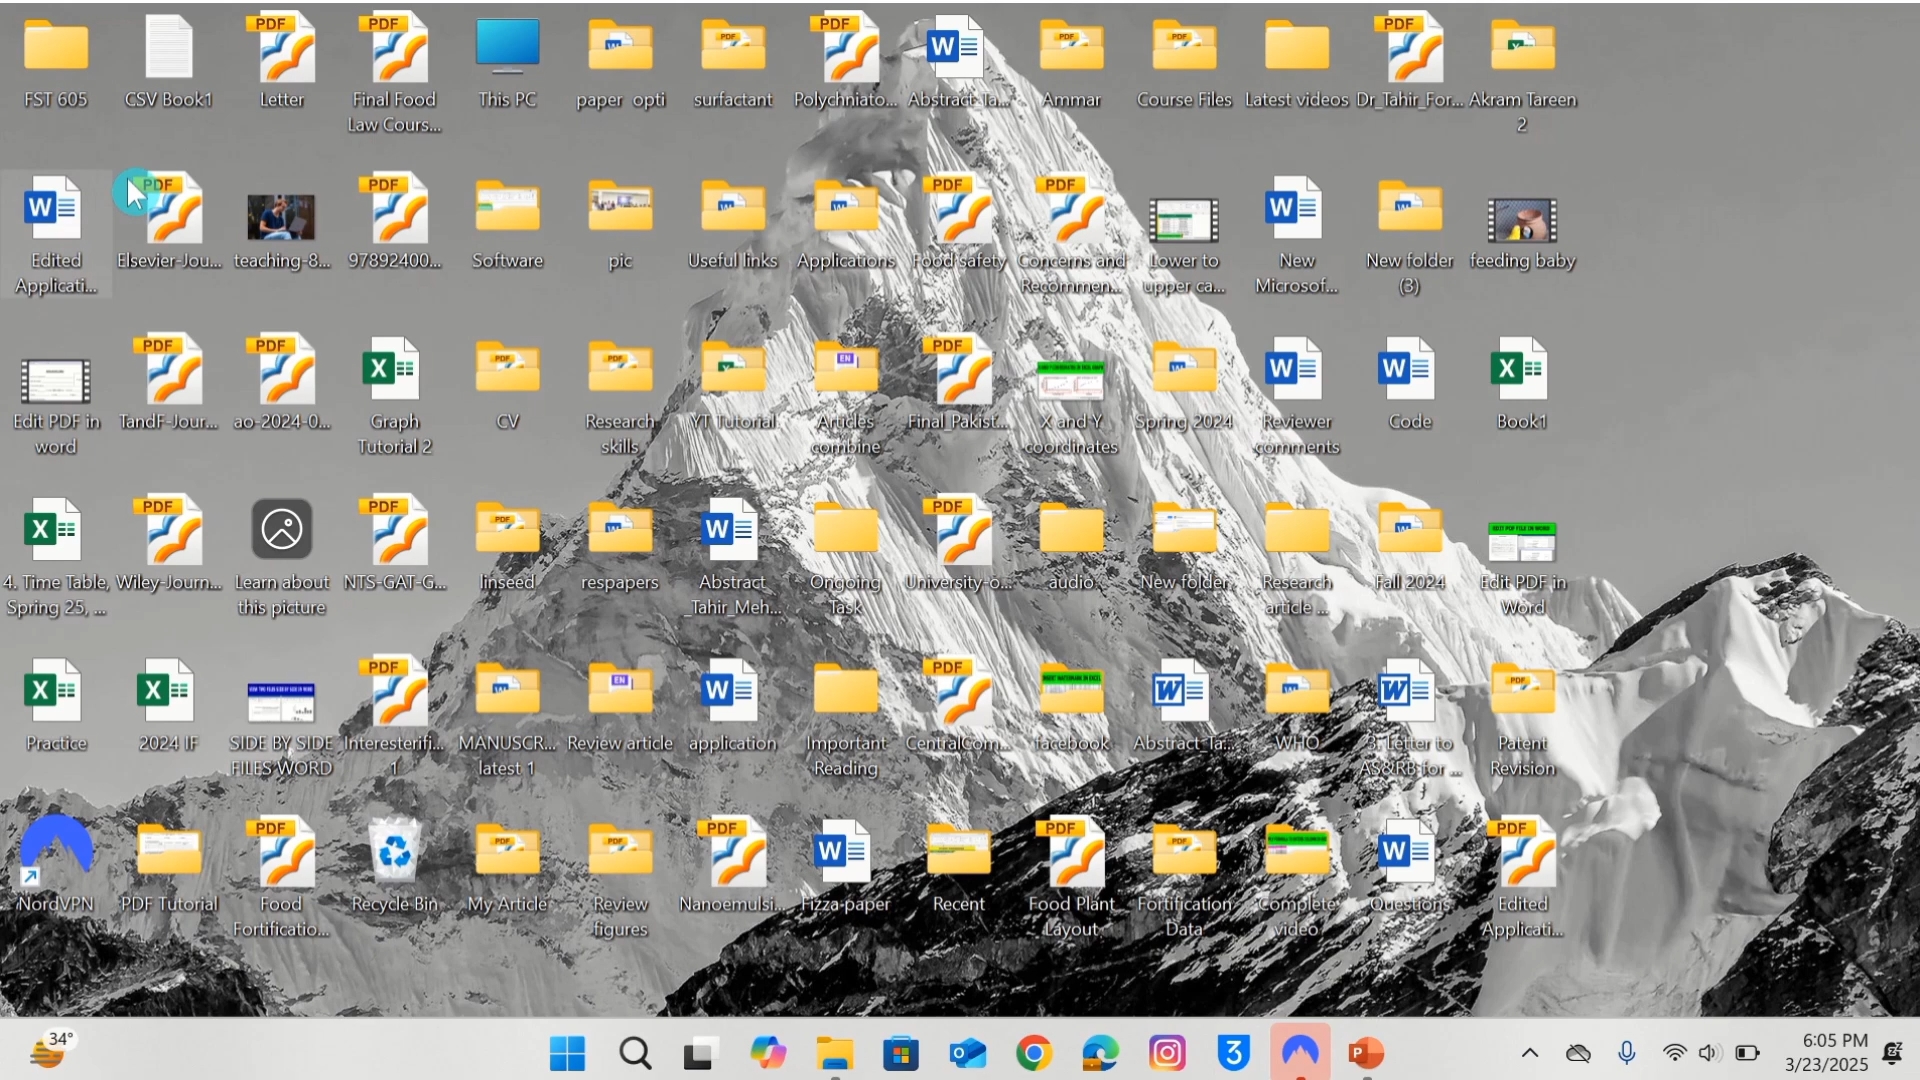 FST 605
CSV Book1
Letter
Final Food
Law Cours...
This PC
paper opti
surfactant
Polychniato...
Abstract_Ta...
Ammar
Course Files
Latest videos
Dr_Tahir_For...
Akram Tareen
2
Edited
Applicati...
Elsevier-Jou...
teaching-8...
97892400...
Software
pic
Useful links
Applications
Food safety
Concerns and
Recommen...
Lower to
upper ca...
New
Microsof...
New folder
(3)
feeding baby
Edit PDF in
word
TandF-Jour...
ao-2024-0...
Graph
Tutorial 2
CV
Research
skills
YT Tutorial
Articles
combine
Final_Pakist...
X and Y
coordinates
Spring 2024
Reviewer
comments
Code
Book1
4. Time Table,
Spring 25, ...
Wiley-Journ...
Learn about
this picture
NTS-GAT-G...
linseed
respapers
Abstract
_Tahir_Meh...
Ongoing
Task
University-o...
audio
New folder
Research
article ...
Fall 2024
Edit PDF in
Word
Practice
2024 IF
SIDE BY SIDE
FILES WORD
Interesterifi...
1
MANUSCR...
latest 1
Review article
application
Important
Reading
CentralCom...
facebook
Abstract_Ta...
WHO
3. Letter to
AS&RB for ...
Patent
Revision
NordVPN
PDF Tutorial
Food
Fortificatio...
Recycle Bin
My Article
Review
figures
Nanoemulsi...
Fizza paper
Recent
Food Plant
Layout
Fortification
Data
Complete
video
Questions
Edited
Applicati...
34°
6:05 PM
3/23/2025